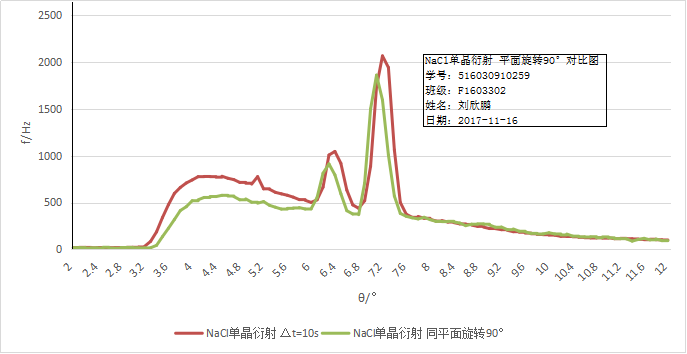 2500
2000
1500
1000
500
0
f/Hz
NaCl单晶衍射 平面旋转90°对比图
学号：516030910259
班级：F1603302
姓名：刘欣鹏
日期：2017-11-16
2 2.4 2.8 3.2 3.6 4 4.4 4.8 5.2 5.6 6 6.4 6.8 7.2 7.6 8 8.4 8.8 9.2 9.6 10 10.4 10.8 11.2 11.6 12
θ/°
NaCl单晶衍射 △t=10s NaCl单晶衍射 同平面旋转90°